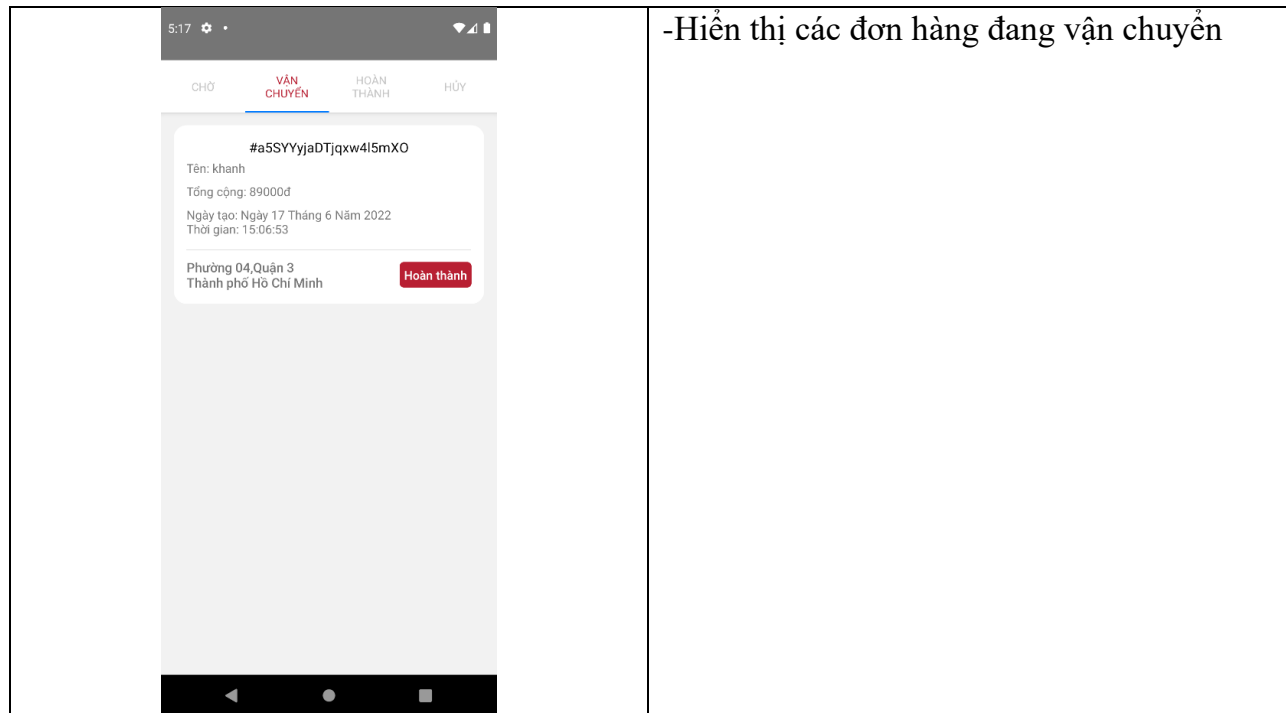 5:17
CHỜ
VẬN
CHUYỂN
HOÀN
THÀNH
HỦY
#a5SYYyjaDTjqxw4l5mXO
Tên: khanh
Tổng cộng: 89000đ
Ngày tạo: Ngày 17 Tháng 6 Năm 2022
Thời gian: 15:06:53
Phường 04,Quận 3
Thành phố Hồ Chí Minh
Hoàn thành
-Hiển thị các đơn hàng đang vận chuyển